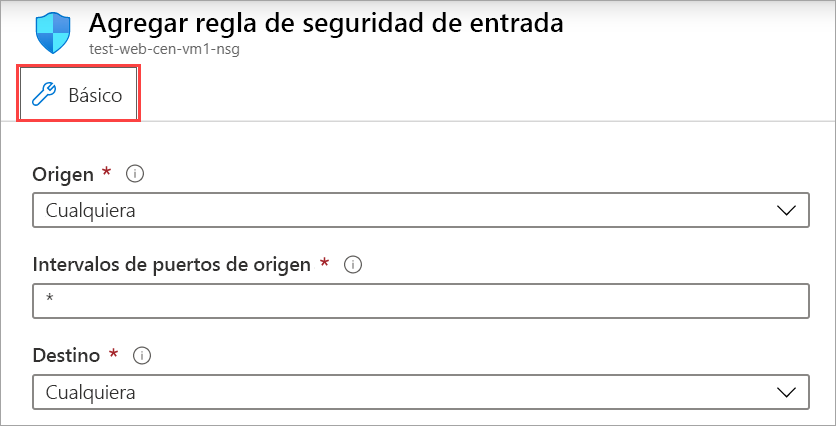 Agregar regla de seguridad de entrada
test-web-cen-vm1-nsg
Básico
Origen *
Cualquiera
Intervalos de puertos de origen *
*
Destino *
Cualquiera